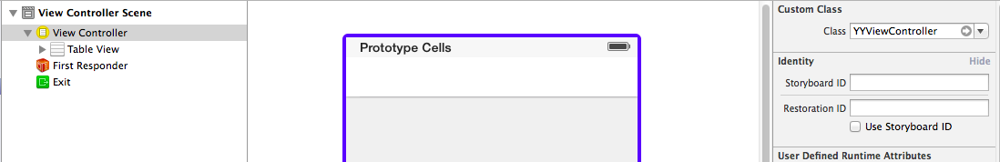 View Controller Scene
View Controller
Table View
First Responder
Exit
Prototype Cells
Custom Class
Class YYViewController
Identity Hide
Storyboard ID
Restoration ID
Use Storyboard ID
User Defined Runtime Attributes